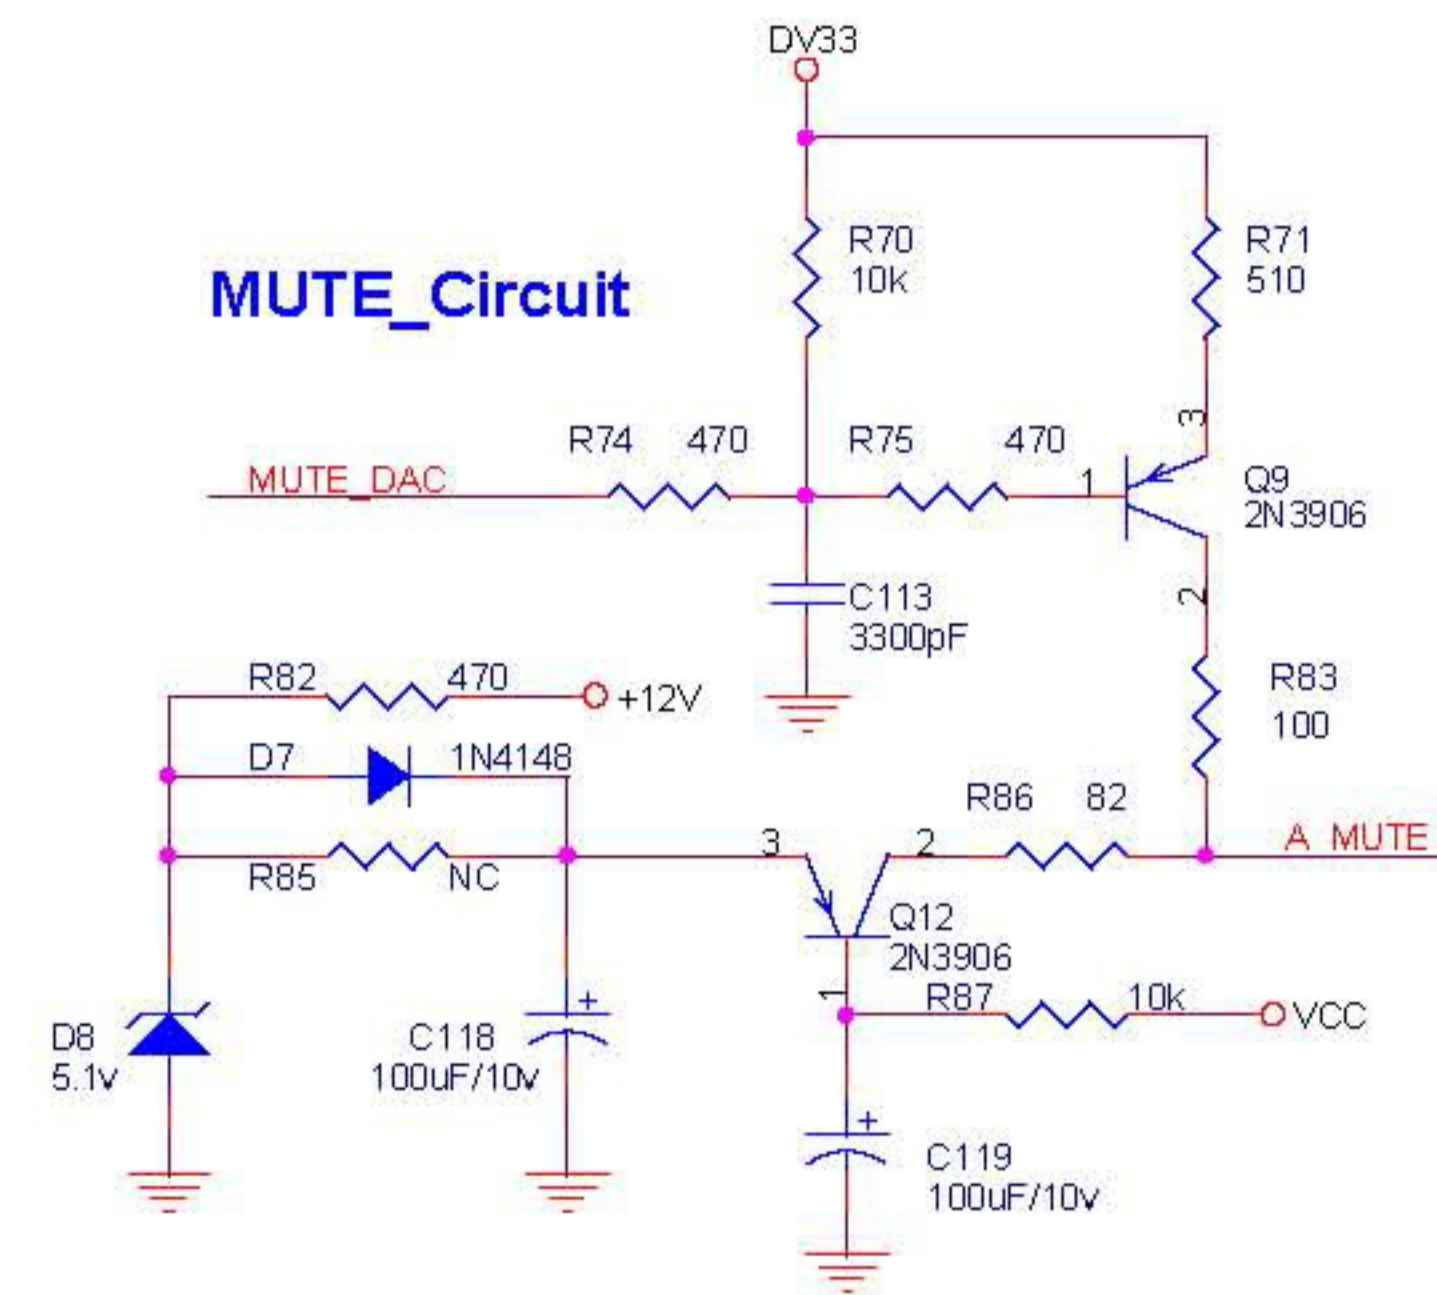 DV33
R70
10k
R71
510
MUTE_Circuit
R74 470
R75 470
MUTE_DAC
1
3
Q9
2N3906
2
C113
3300pF
R82 470
+12V
R83
100
D7 1N4148
R86 82
3
2
A_MUTE
R85 NC
Q12
2N3906
1
R87 10k
VCC
D8
5.1v
C118
100uF/10v
+
+
C119
100uF/10v